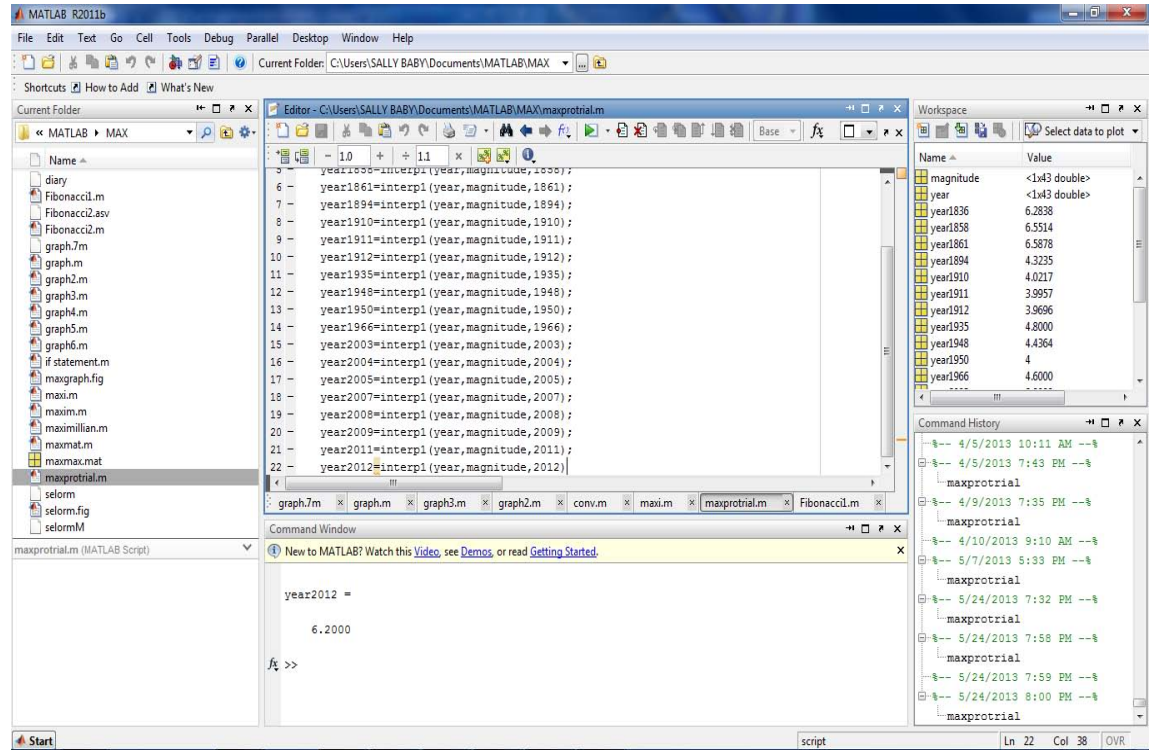 MATLAB R2011b
File Edit Text Go Cell Tools Debug Parallel Desktop Window Help
Current Folder: C:\Users\SALLY BABY\Documents\MATLAB\MAX
Shortcuts How to Add What's New
Current Folder
« MATLAB ▸ MAX
Name
diary
Fibonacci1.m
Fibonacci2.asv
Fibonacci2.m
graph.7m
graph.m
graph2.m
graph3.m
graph4.m
graph5.m
graph6.m
if statement.m
maxgraph.fig
maxi.m
maxim.m
maximillian.m
maxmat.m
maxmax.mat
maxprotrial.m
selorm
selorm.fig
selormM
maxprotrial.m (MATLAB Script)
Editor - C:\Users\SALLY BABY\Documents\MATLAB\MAX\maxprotrial.m
Base fx
- 1.0 + ÷ 1.1 ×
5 - year1858=interp1(year,magnitude,1858);
6 - year1861=interp1(year,magnitude,1861);
7 - year1894=interp1(year,magnitude,1894);
8 - year1910=interp1(year,magnitude,1910);
9 - year1911=interp1(year,magnitude,1911);
10 - year1912=interp1(year,magnitude,1912);
11 - year1935=interp1(year,magnitude,1935);
12 - year1948=interp1(year,magnitude,1948);
13 - year1950=interp1(year,magnitude,1950);
14 - year1966=interp1(year,magnitude,1966);
15 - year2003=interp1(year,magnitude,2003);
16 - year2004=interp1(year,magnitude,2004);
17 - year2005=interp1(year,magnitude,2005);
18 - year2007=interp1(year,magnitude,2007);
19 - year2008=interp1(year,magnitude,2008);
20 - year2009=interp1(year,magnitude,2009);
21 - year2011=interp1(year,magnitude,2011);
22 - year2012=interp1(year,magnitude,2012)
graph.7m × graph.m × graph3.m × graph2.m × conv.m × maxi.m × maxprotrial.m × Fibonacci1.m ×
Command Window
New to MATLAB? Watch this Video, see Demos, or read Getting Started.
year2012 =
6.2000
fx >>
Workspace
Select data to plot
Name Value
magnitude <1x43 double>
year <1x43 double>
year1836 6.2838
year1858 6.5514
year1861 6.5878
year1894 4.3235
year1910 4.0217
year1911 3.9957
year1912 3.9696
year1935 4.8000
year1948 4.4364
year1950 4
year1966 4.6000
Command History
%-- 4/5/2013 10:11 AM --%
%-- 4/5/2013 7:43 PM --%
maxprotrial
%-- 4/9/2013 7:35 PM --%
maxprotrial
%-- 4/10/2013 9:10 AM --%
%-- 5/7/2013 5:33 PM --%
maxprotrial
%-- 5/24/2013 7:32 PM --%
maxprotrial
%-- 5/24/2013 7:58 PM --%
maxprotrial
%-- 5/24/2013 7:59 PM --%
%-- 5/24/2013 8:00 PM --%
maxprotrial
Start
script Ln 22 Col 38 OVR